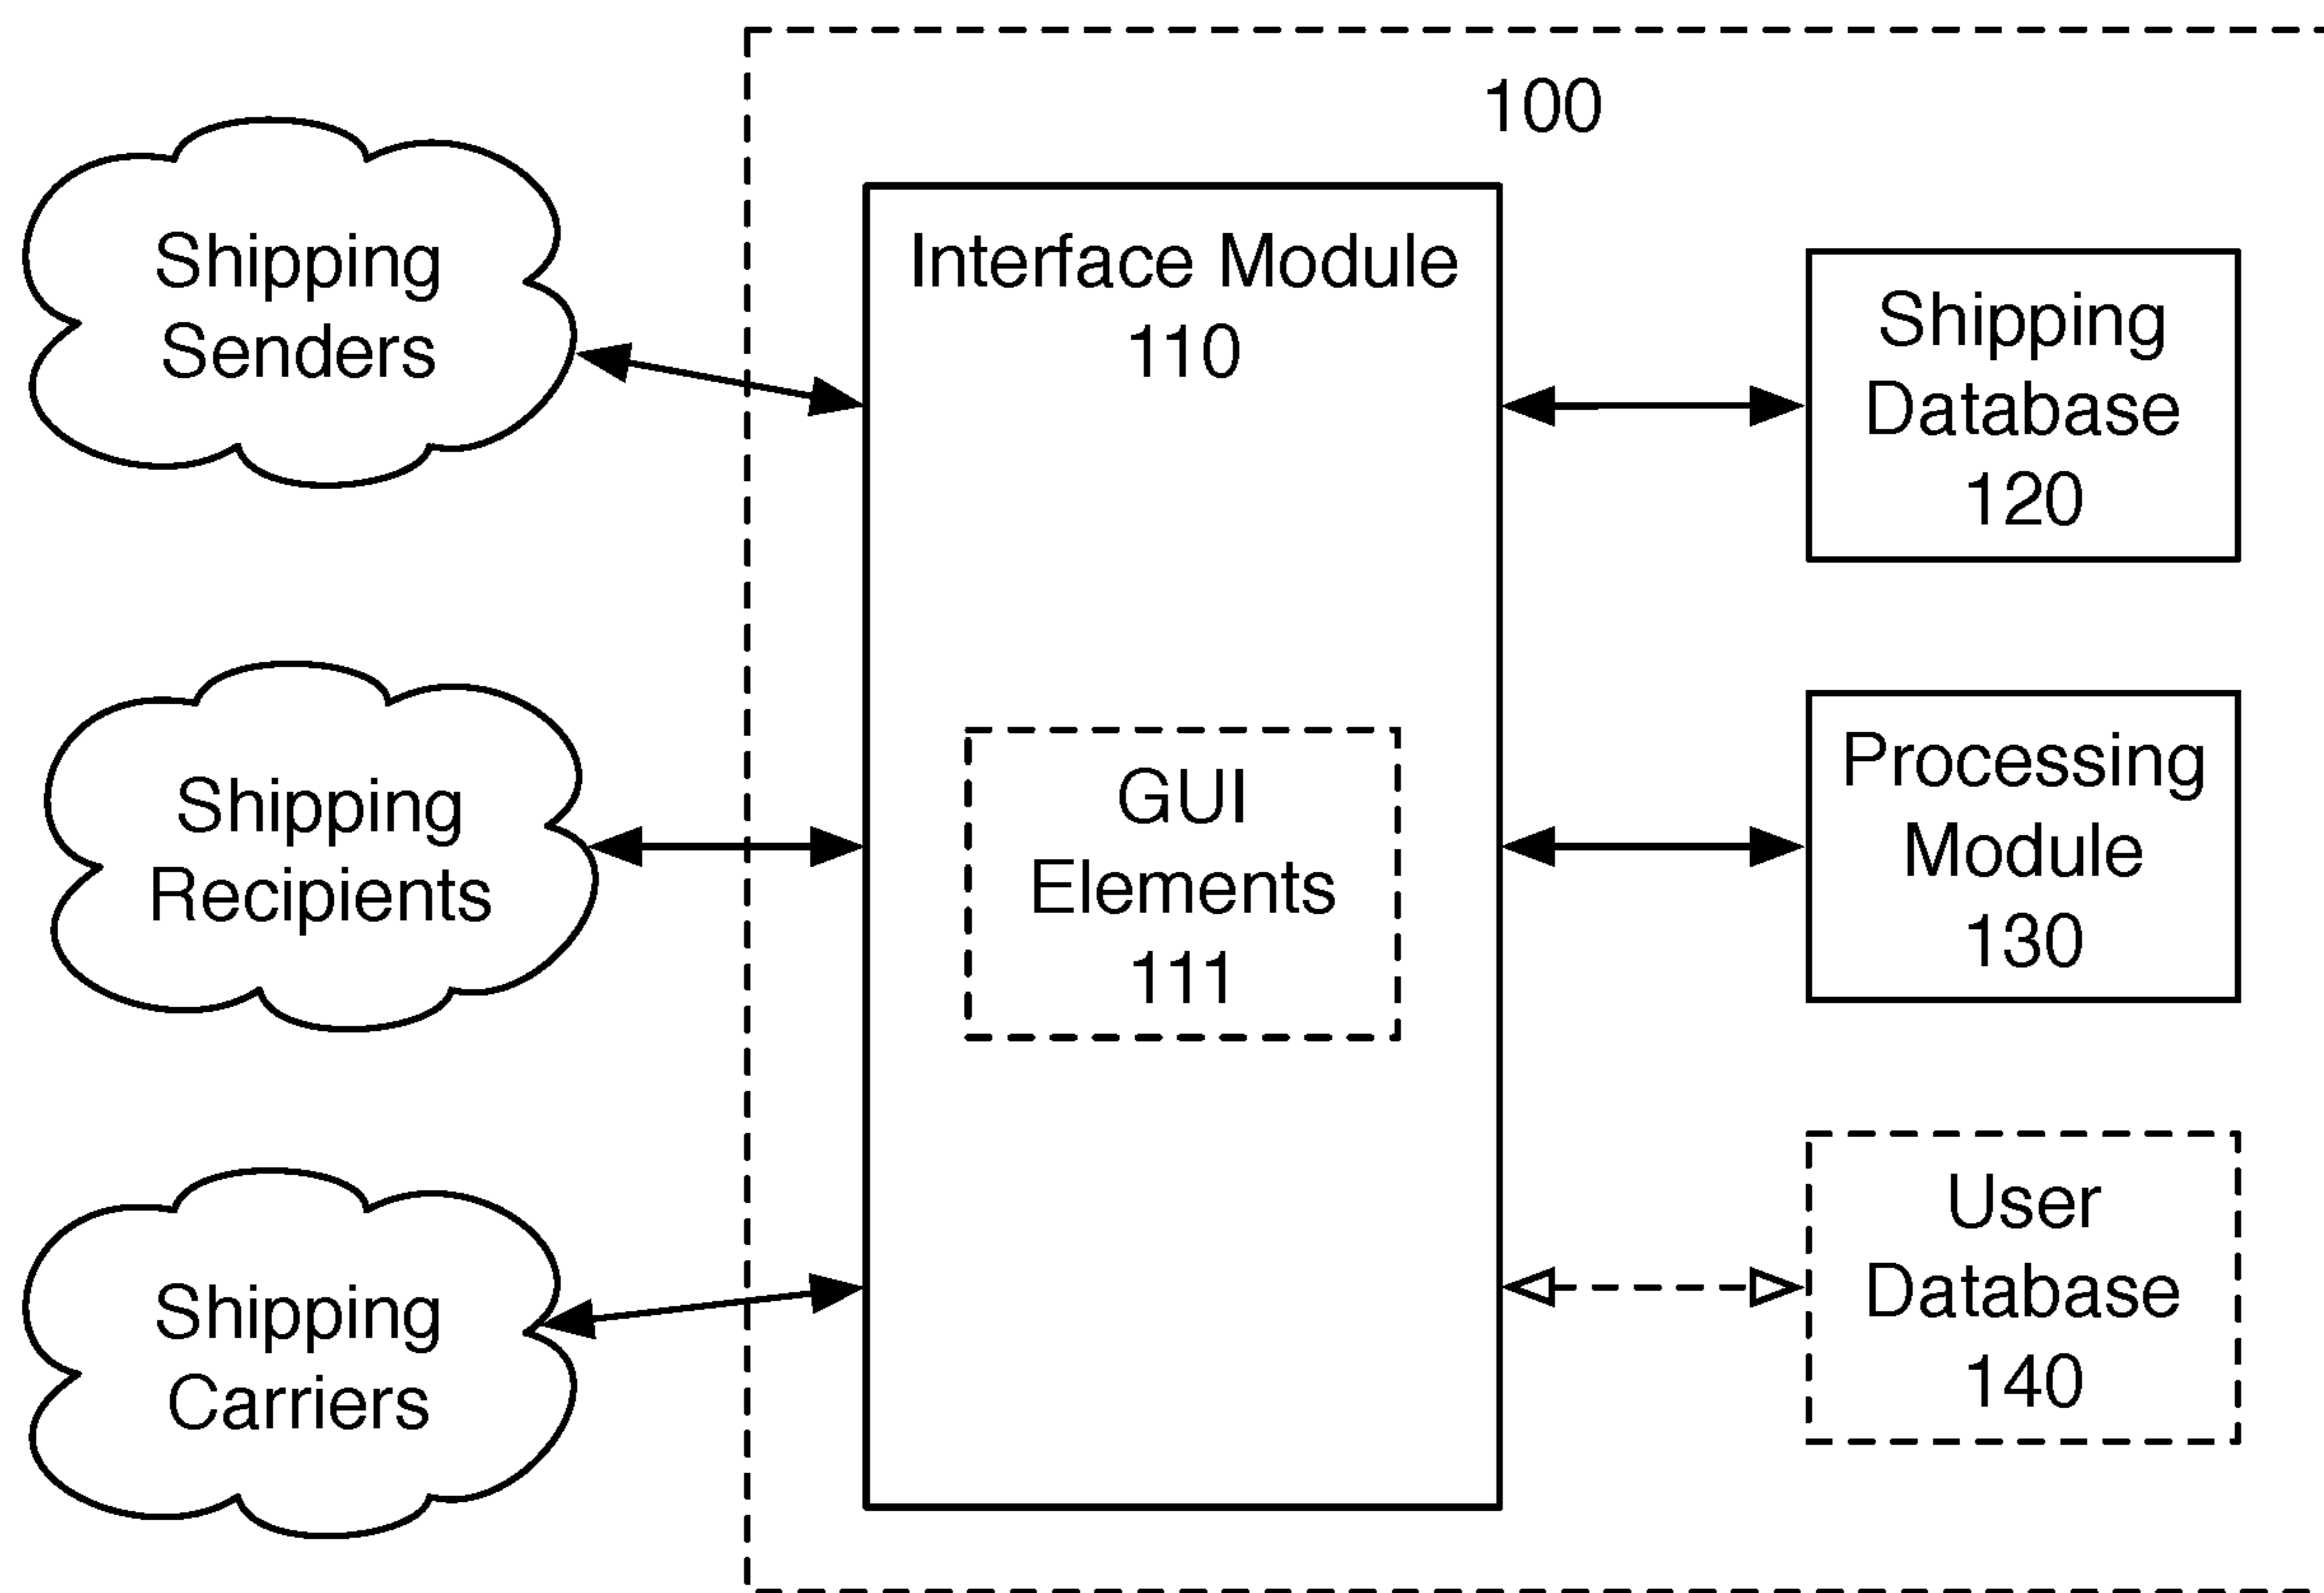 100
Shipping
Senders
Interface Module
110
Shipping
Database
120
Shipping
Recipients
GUI
Elements
111
Processing
Module
130
Shipping
Carriers
User
Database
140